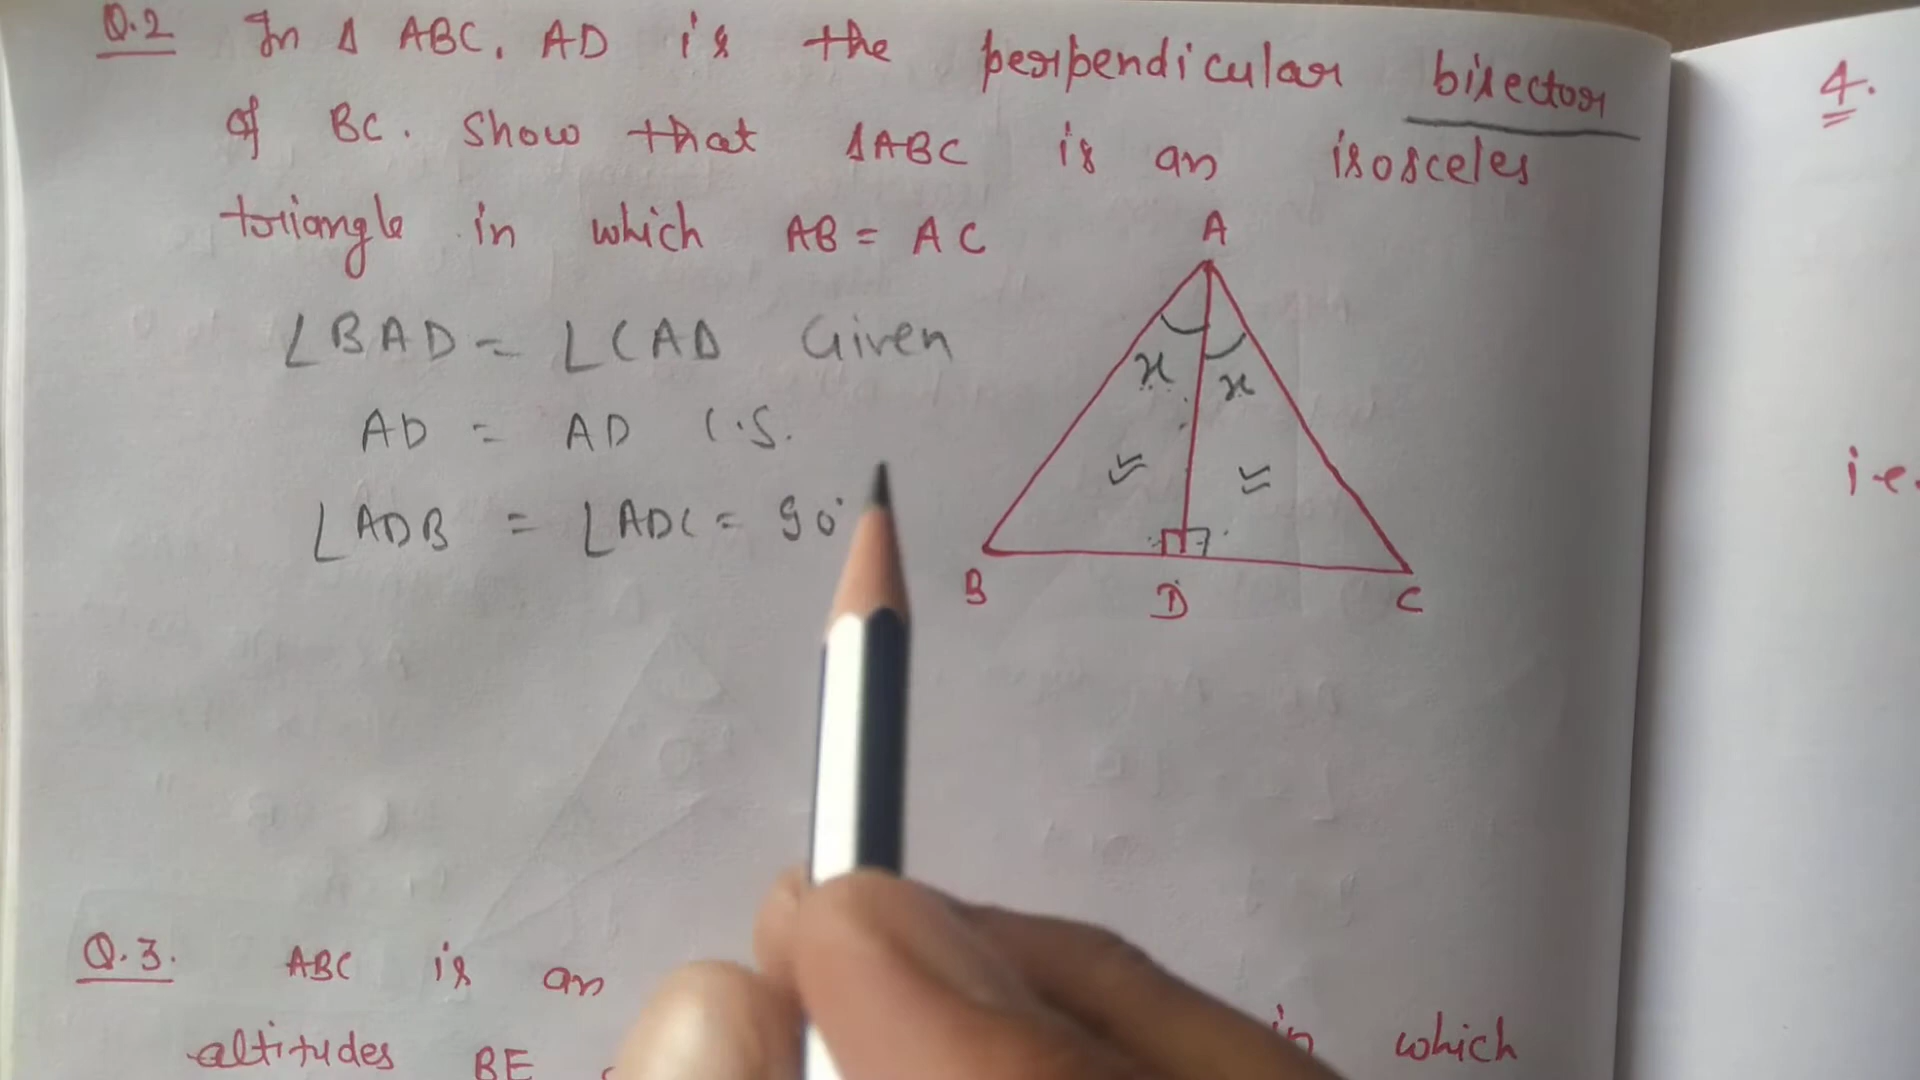 Q.2 In Δ ABC, AD is the perpendicular bisector
of BC. Show that ΔABC is an isosceles
triangle in which AB = AC
∠BAD = ∠CAD Given
AD = AD C.S.
∠ADB = ∠ADC = 90°
A
x x
B D C
Q.3. ABC is an
altitudes BE in which
4.
i.e.